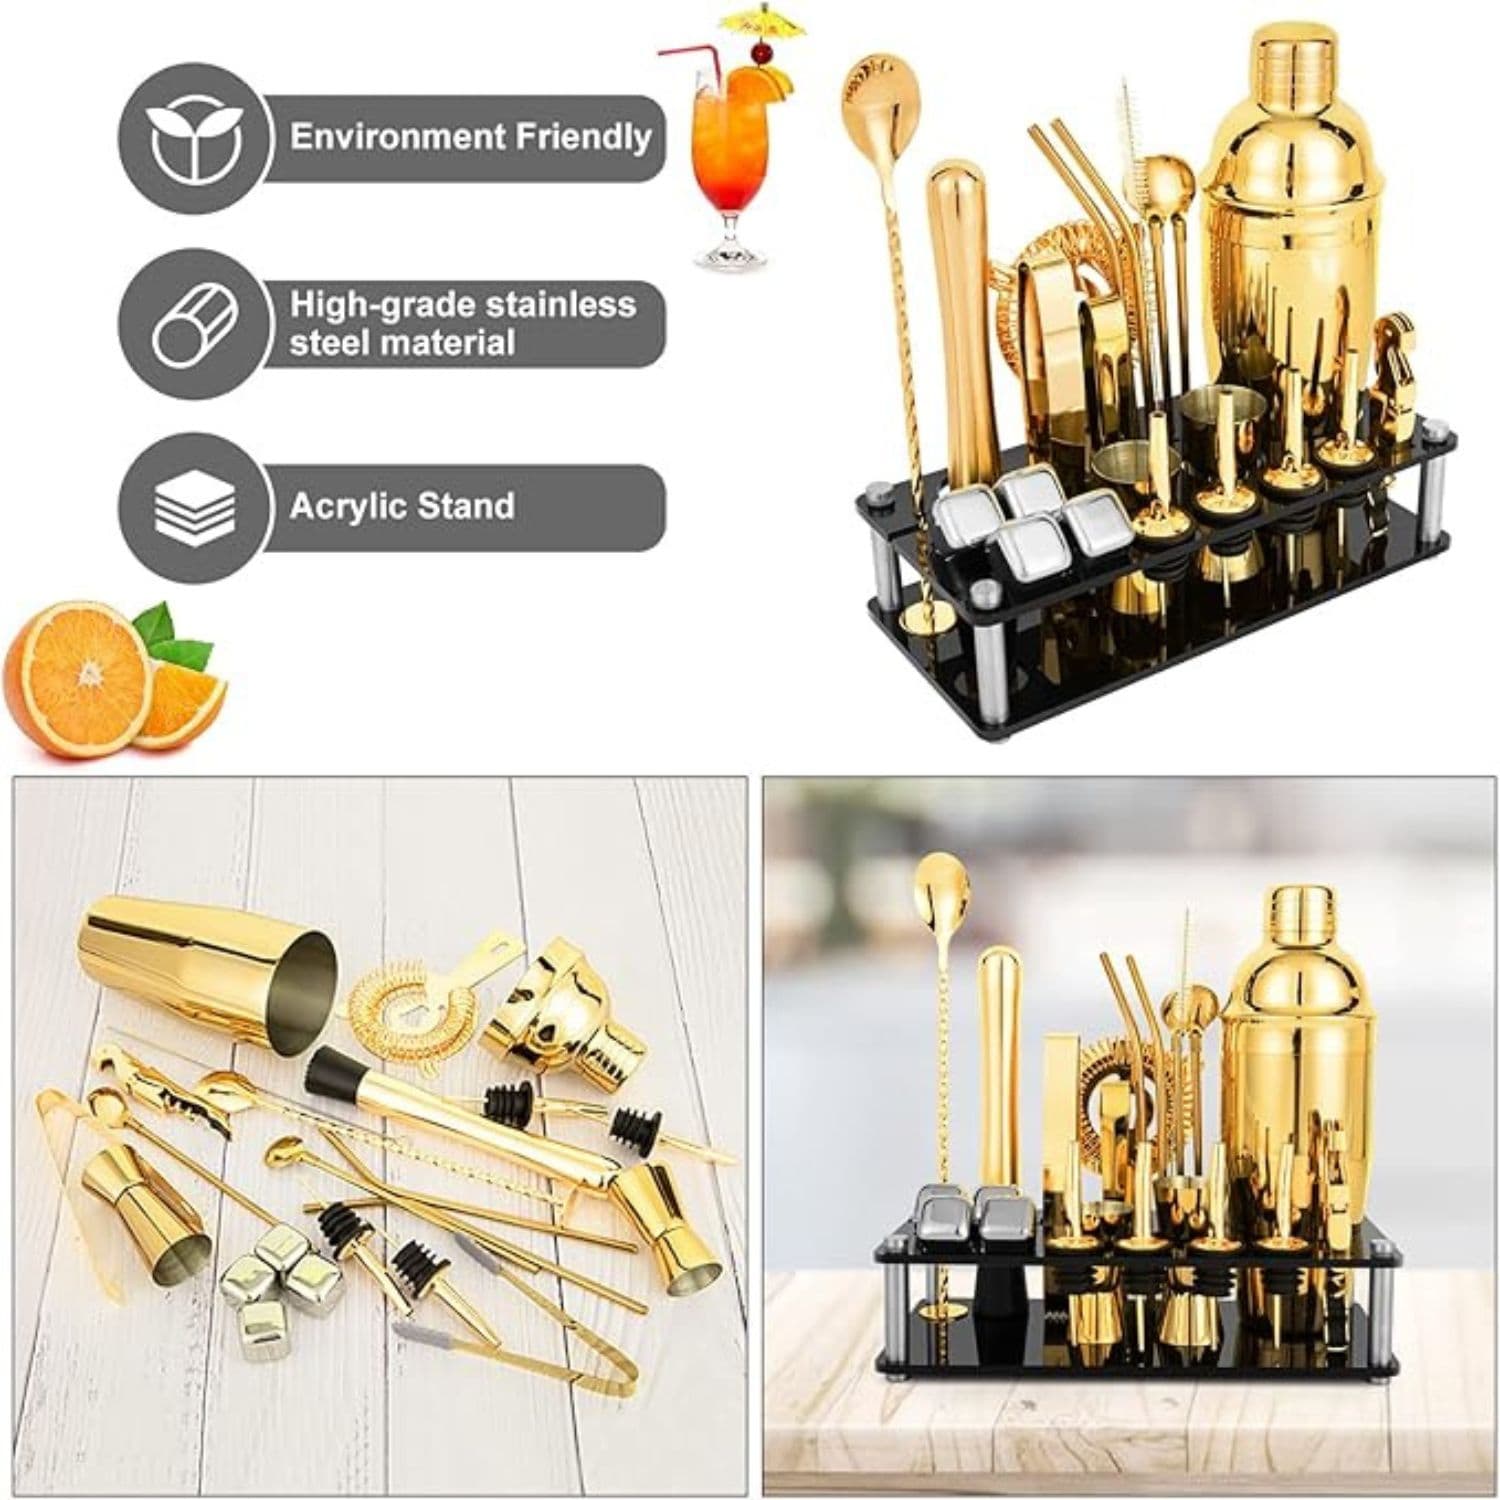 Environment Friendly
High-grade stainless
steel material
Acrylic Stand